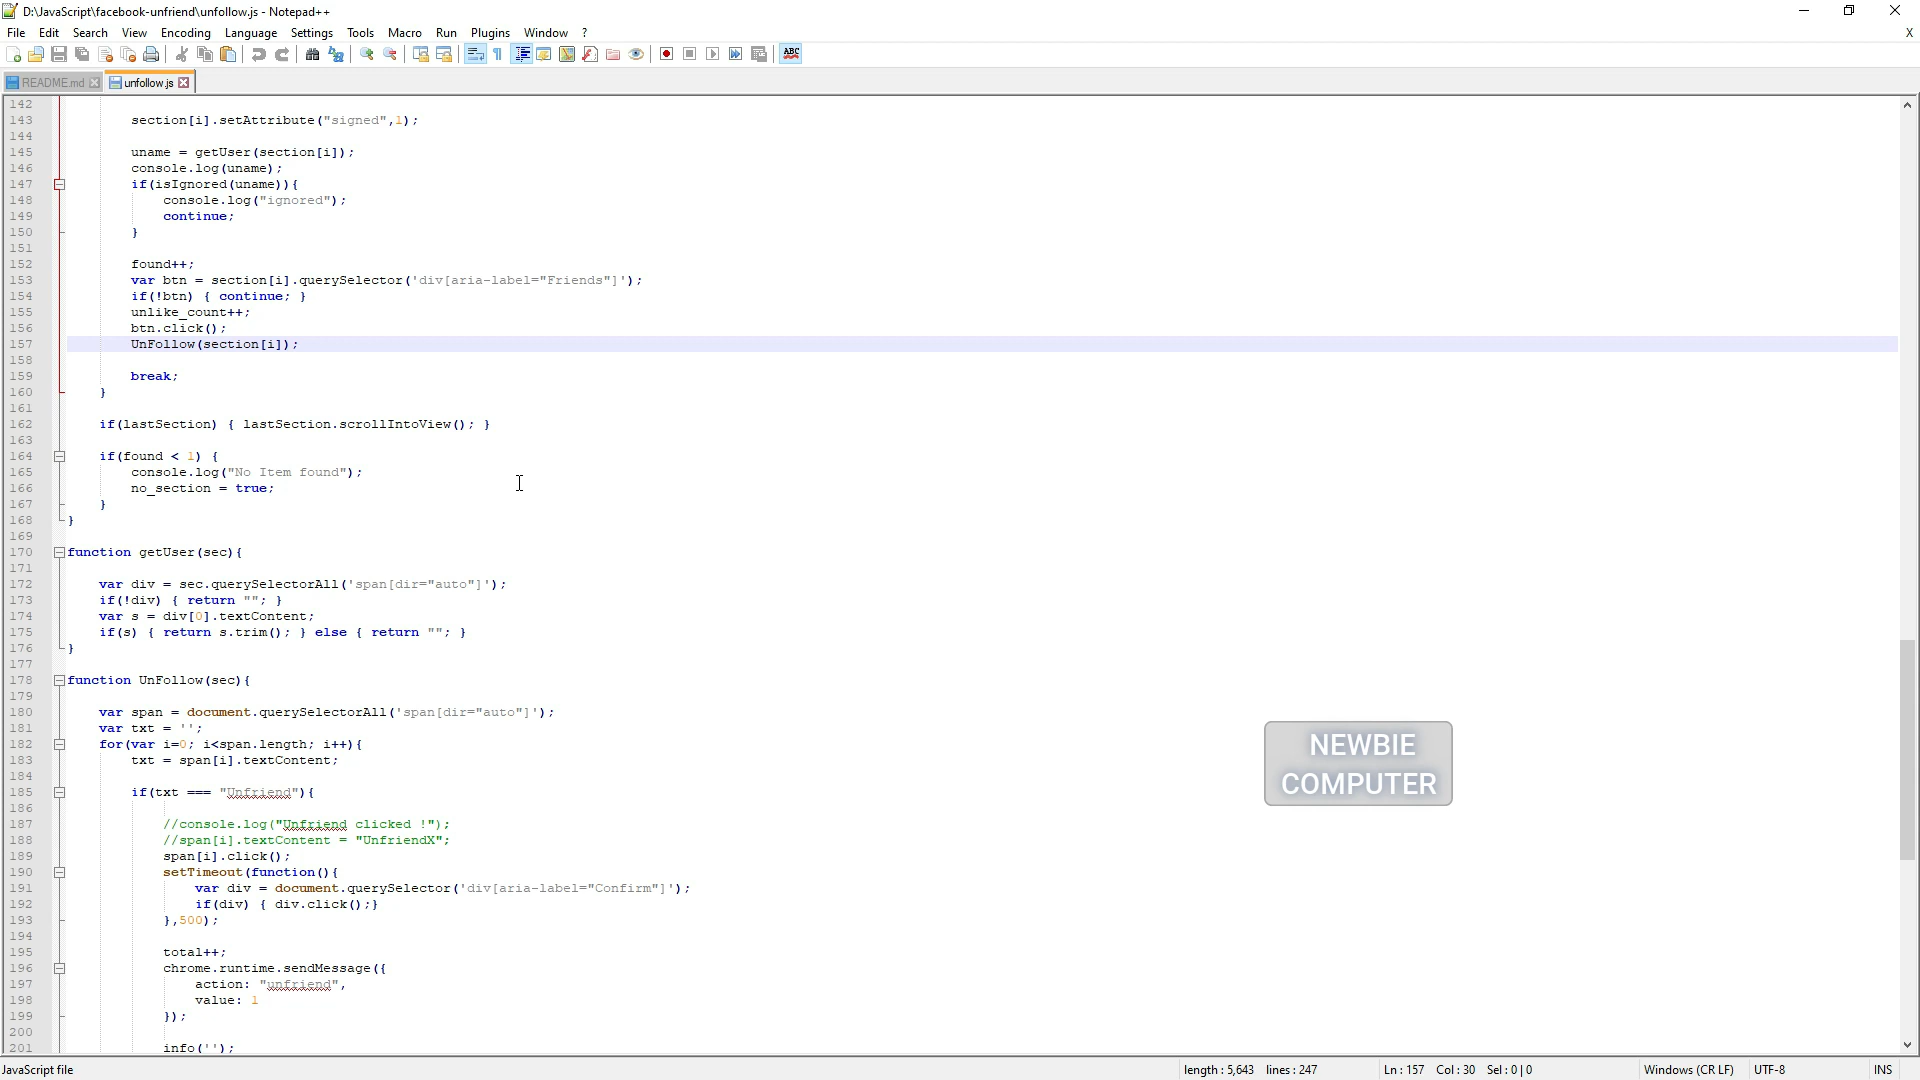 D:\JavaScript\facebook-unfriend\unfollow.js - Notepad++
File Edit Search View Encoding Language Settings Tools Macro Run Plugins Window ? X
README.md unfollow.js
142
143 section[i].setAttribute("signed",1);
144
145 uname = getUser(section[i]);
146 console.log(uname);
147 if(isIgnored(uname)){
148 console.log("ignored");
149 continue;
150 }
151
152 found++;
153 var btn = section[i].querySelector('div[aria-label="Friends"]');
154 if(!btn) { continue; }
155 unlike_count++;
156 btn.click();
157 UnFollow(section[i]);
158
159 break;
160 }
161
162 if(lastSection) { lastSection.scrollIntoView(); }
163
164 if(found < 1) {
165 console.log("No Item found");
166 no_section = true;
167 }
168 }
169
170 function getUser(sec){
171
172 var div = sec.querySelectorAll('span[dir="auto"]');
173 if(!div) { return ""; }
174 var s = div[0].textContent;
175 if(s) { return s.trim(); } else { return ""; }
176 }
177
178 function UnFollow(sec){
179
180 var span = document.querySelectorAll('span[dir="auto"]');
181 var txt = '';
182 for(var i=0; i<span.length; i++){
183 txt = span[i].textContent;
184
185 if(txt === "Unfriend"){
186
187 //console.log("Unfriend clicked !");
188 //span[i].textContent = "UnfriendX";
189 span[i].click();
190 setTimeout(function(){
191 var div = document.querySelector('div[aria-label="Confirm"]');
192 if(div) { div.click();}
193 },500);
194
195 total++;
196 chrome.runtime.sendMessage({
197 action: "unfriend",
198 value: 1
199 });
200
201 info('');
NEWBIE
COMPUTER
JavaScript file length : 5,643 lines : 247 Ln : 157 Col : 30 Sel : 0 | 0 Windows (CR LF) UTF-8 INS